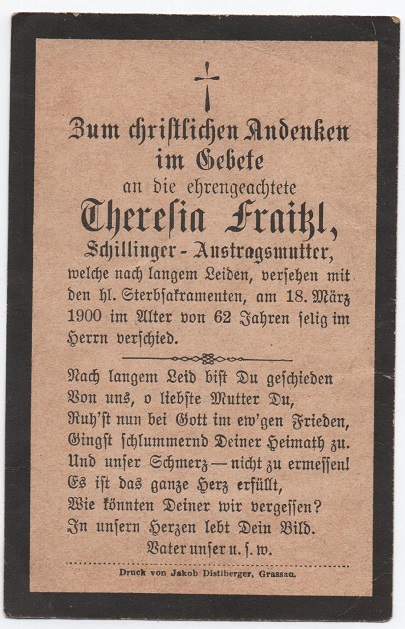 Zum christlichen Andenken
im Gebete
an die ehrengeachtete
Theresia Fraitzl,
Schillinger-Austragsmutter,
welche nach langem Leiden, versehen mit
den hl. Sterbsakramenten, am 18. März
1900 im Alter von 62 Jahren selig im
Herrn verschied.
Nach langem Leid bist Du geschieden
Von uns, o liebste Mutter Du,
Ruh'st nun bei Gott im ew'gen Frieden,
Gingst schlummernd Deiner Heimath zu.
Und unser Schmerz — nicht zu ermessen!
Es ist das ganze Herz erfüllt,
Wie könnten Deiner wir vergessen?
In unsern Herzen lebt Dein Bild.
Vater unser u. s. w.
Druck von Jakob Distlberger, Grassau.